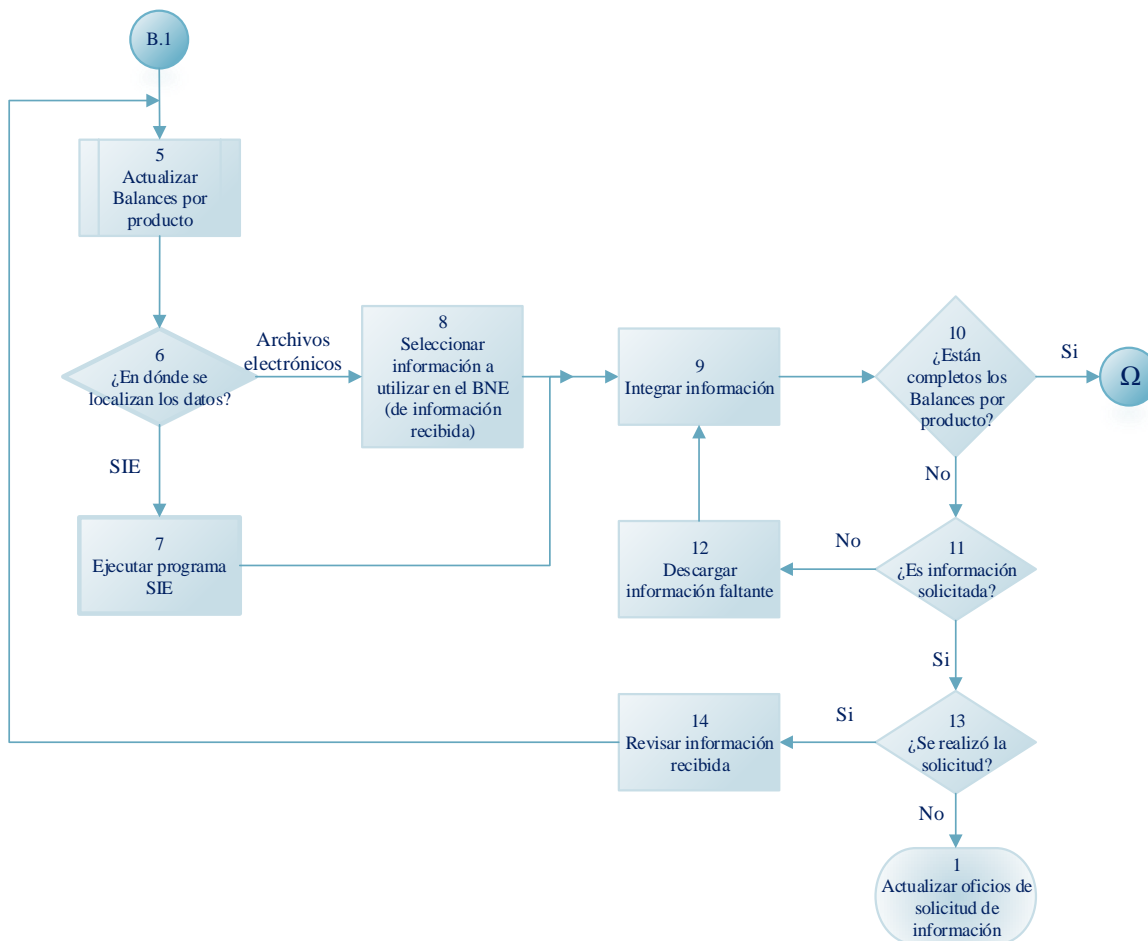 B.1
5
Actualizar
Balances por
producto
6
¿En dónde se
localizan los datos?
Archivos
electrónicos
SIE
7
Ejecutar programa
SIE
8
Seleccionar
información a
utilizar en el BNE
(de información
recibida)
9
Integrar información
10
¿Están
completos los
Balances por
producto?
Si
Ω
No
11
¿Es información
solicitada?
No
12
Descargar
información faltante
Si
13
¿Se realizó la
solicitud?
Si
14
Revisar información
recibida
No
1
Actualizar oficios de
solicitud de
información